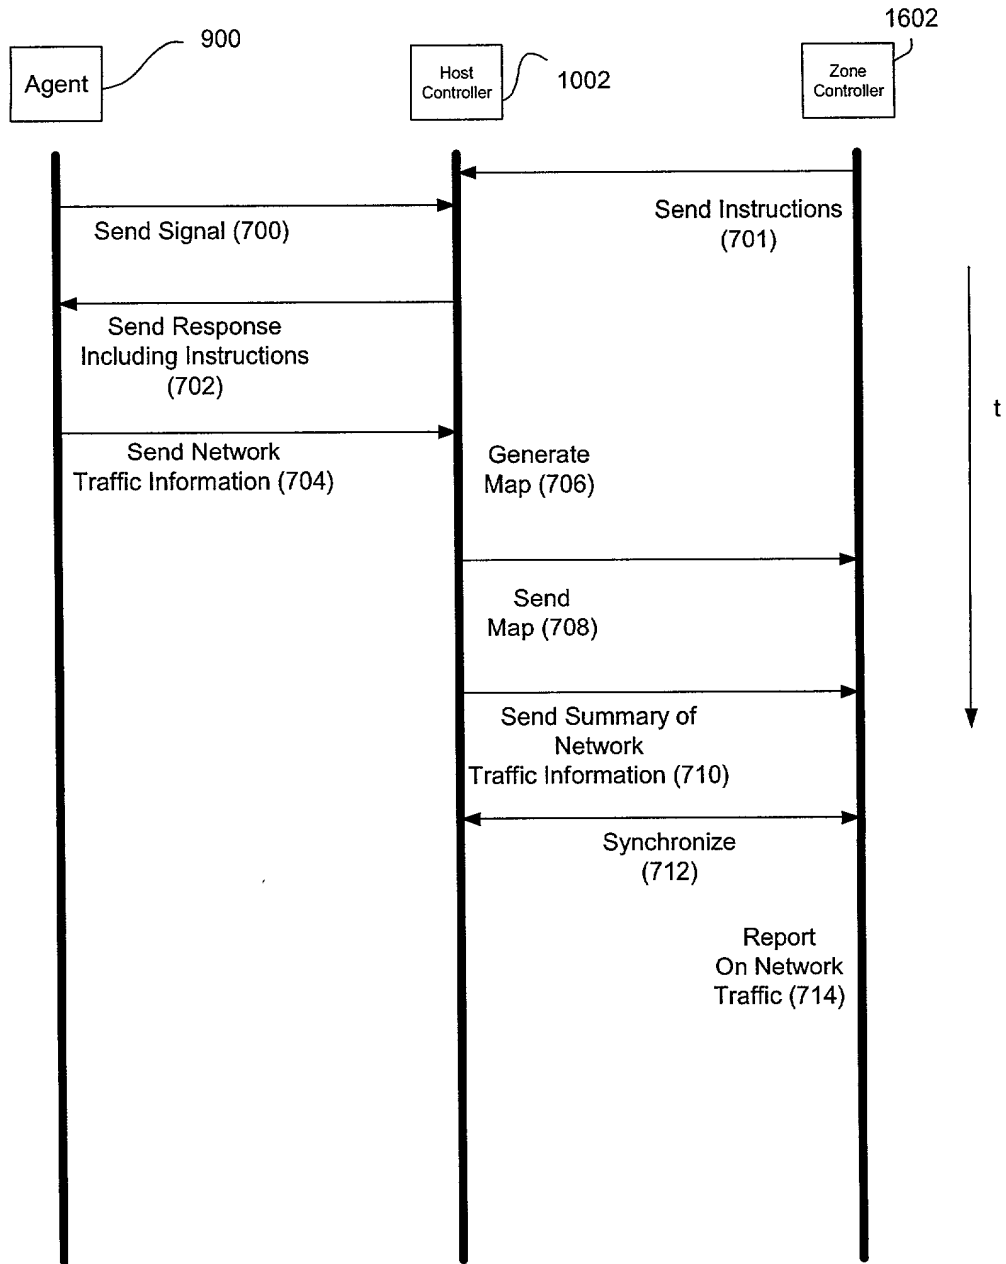 900
Agent
Host
Controller
1002
1602
Zone
Controller
Send Instructions
(701)
Send Signal (700)
Send Response
Including Instructions
(702)
t
Send Network
Traffic Information (704)
Generate
Map (706)
Send
Map (708)
Send Summary of
Network
Traffic Information (710)
Synchronize
(712)
Report
On Network
Traffic (714)